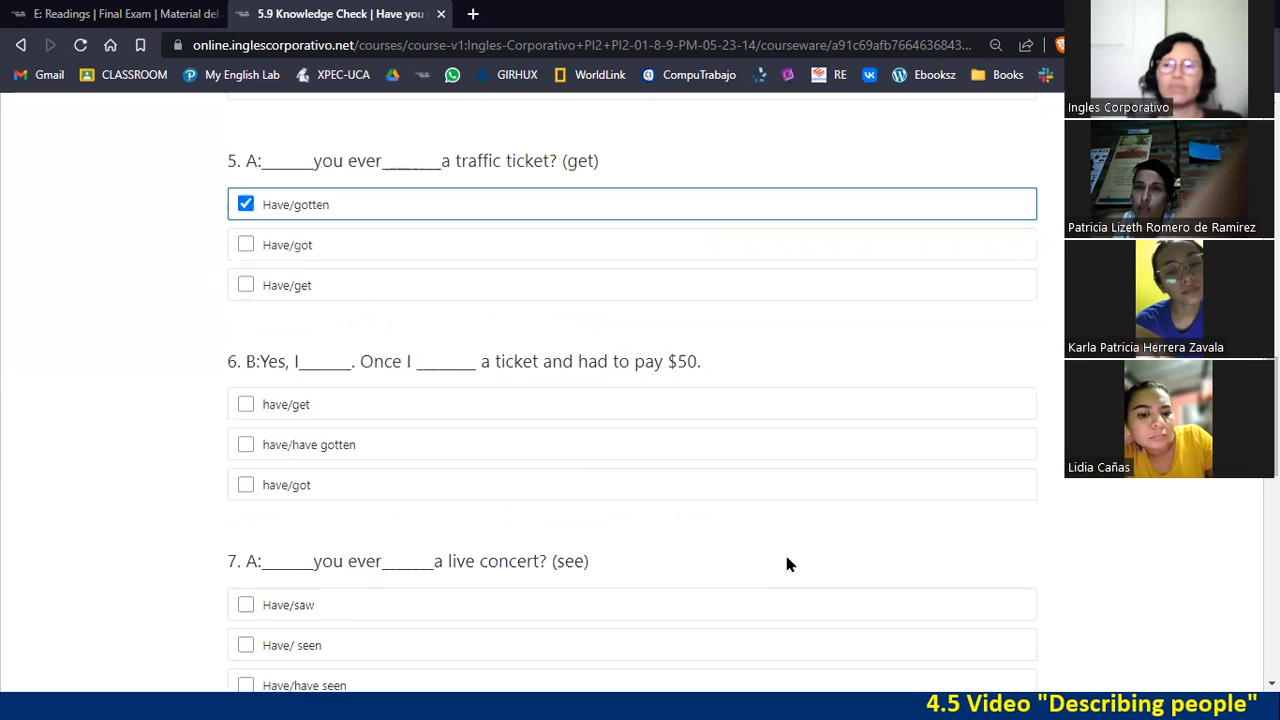 E: Readings | Final Exam | Material del
5.9 Knowledge Check | Have you
online.inglescorporativo.net/courses/course-v1:Ingles-Corporativo+PI2+PI2-01-8-9-PM-05-23-14/courseware/a91c69afb7664636843...
Gmail CLASSROOM My English Lab XPEC-UCA GIRHUX WorldLink CompuTrabajo RE Ebooksz Books
Ingles Corporativo
5. A:______you ever_______a traffic ticket? (get)
Have/gotten
Have/got
Have/get
Patricia Lizeth Romero de Ramirez
6. B:Yes, I______. Once I _______ a ticket and had to pay $50.
have/get
have/have gotten
have/got
Karla Patricia Herrera Zavala
Lidia Cañas
7. A:______you ever______a live concert? (see)
Have/saw
Have/ seen
Have/have seen
4.5 Video "Describing people"